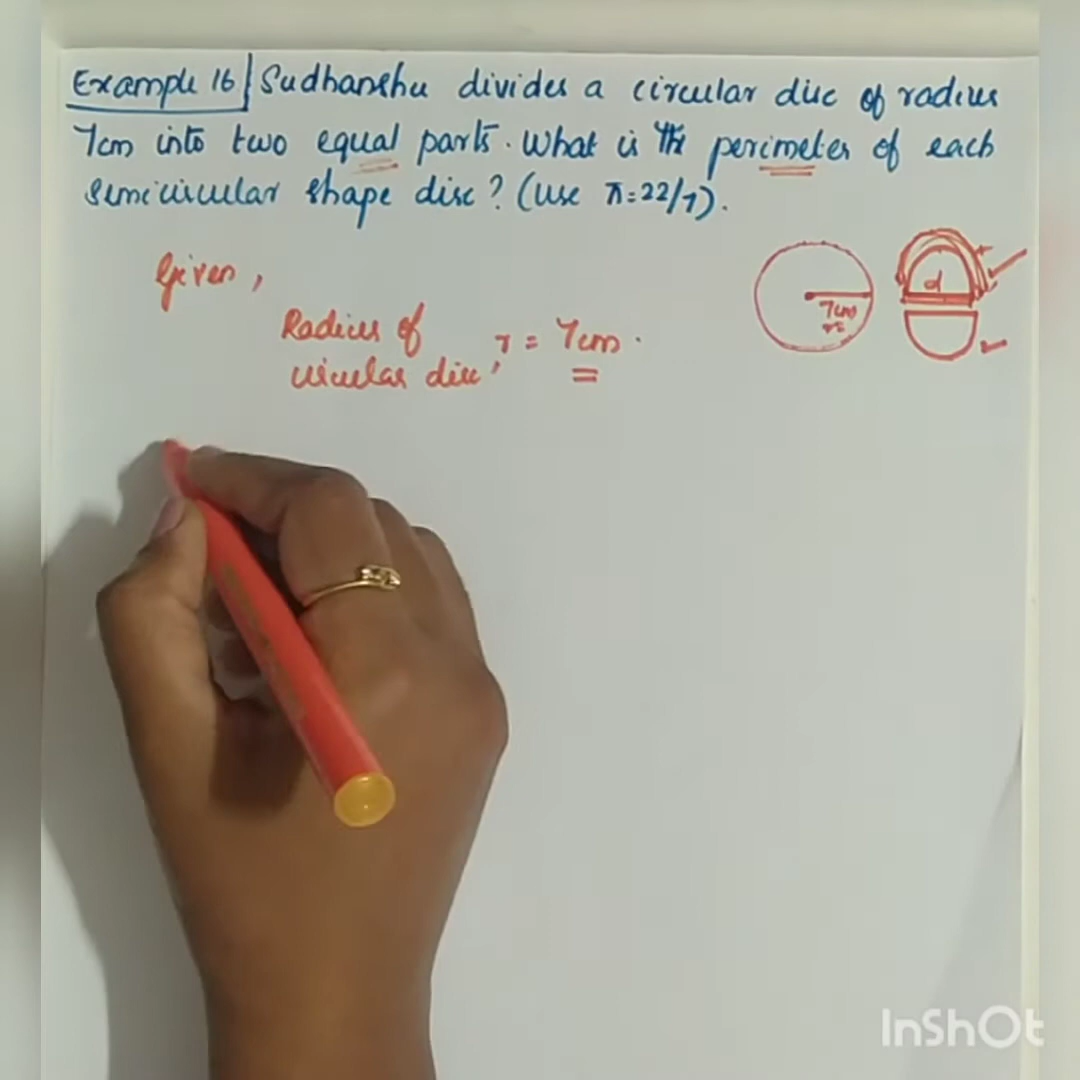 Example 16 Sudhanshu divides a circular disc of radius
7cm into two equal parts. What is the perimeter of each
semicircular shape disc? (Use π=22/7).
Given,
Radius of
circular disc, r = 7cm.
7cm
r=
d
InShOt